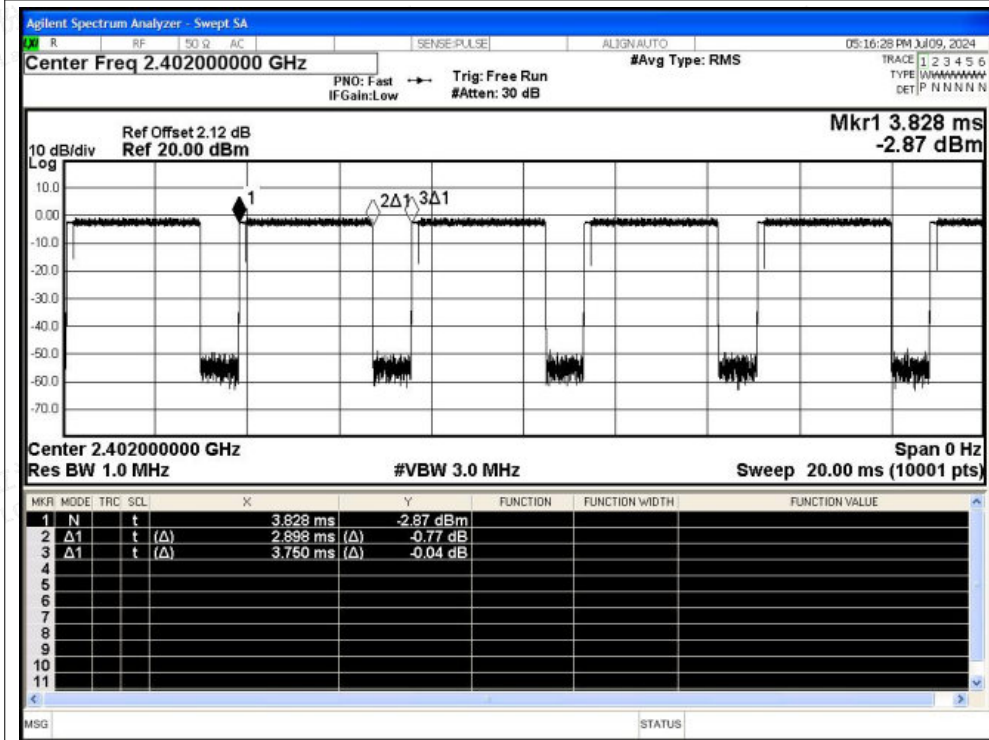 Agilent Spectrum Analyzer - Swept SA
LXI R RF 50 Ω AC SENSE:PULSE ALIGNAUTO 05:16:28 PM Jul 09, 2024
Center Freq 2.402000000 GHz
#Avg Type: RMS
TRACE 1 2 3 4 5 6
PNO: Fast Trig: Free Run
TYPE WWWWWW
IFGain:Low #Atten: 30 dB
DET P N N N N N
Mkr1 3.828 ms
-2.87 dBm
Ref Offset 2.12 dB
10 dB/div Ref 20.00 dBm
Log
10.0
0.00
-10.0
-20.0
-30.0
-40.0
-50.0
-60.0
-70.0
1
2Δ1
3Δ1
Center 2.402000000 GHz Span 0 Hz
Res BW 1.0 MHz #VBW 3.0 MHz Sweep 20.00 ms (10001 pts)
MKR MODE TRC SCL X Y FUNCTION FUNCTION WIDTH FUNCTION VALUE
1 N t 3.828 ms -2.87 dBm
2 Δ1 t (Δ) 2.898 ms (Δ) -0.77 dB
3 Δ1 t (Δ) 3.750 ms (Δ) -0.04 dB
4
5
6
7
8
9
10
11
MSG STATUS